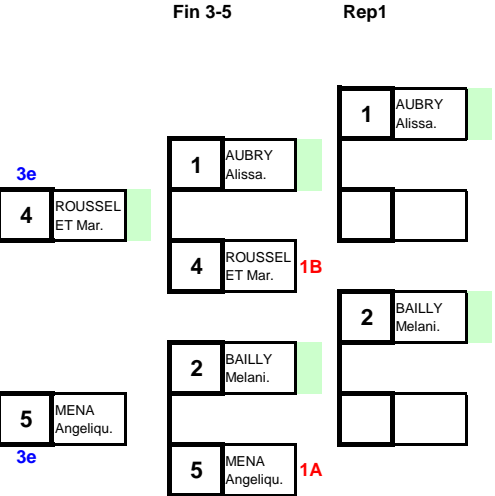 Fin 3-5
Rep1
1
AUBRY
Alissa.
1
AUBRY
Alissa.
3e
4
ROUSSEL
ET Mar.
4
ROUSSEL
ET Mar.
1B
2
BAILLY
Melani.
2
BAILLY
Melani.
5
MENA
Angeliqu.
3e
5
MENA
Angeliqu.
1A